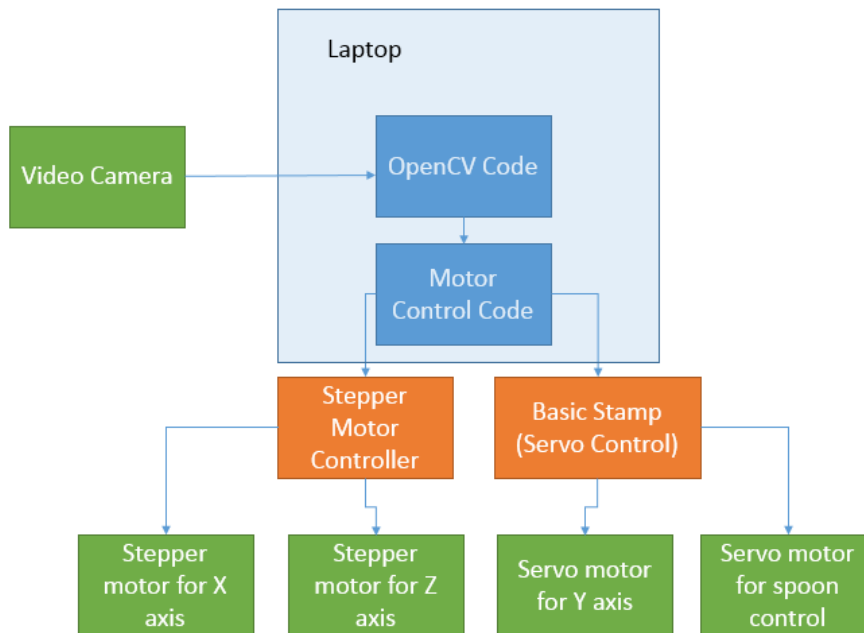 Laptop
Video Camera
OpenCV Code
Motor
Control Code
Stepper
Motor
Controller
Basic Stamp
(Servo Control)
Stepper
motor for X
axis
Stepper
motor for Z
axis
Servo motor
for Y axis
Servo motor
for spoon
control